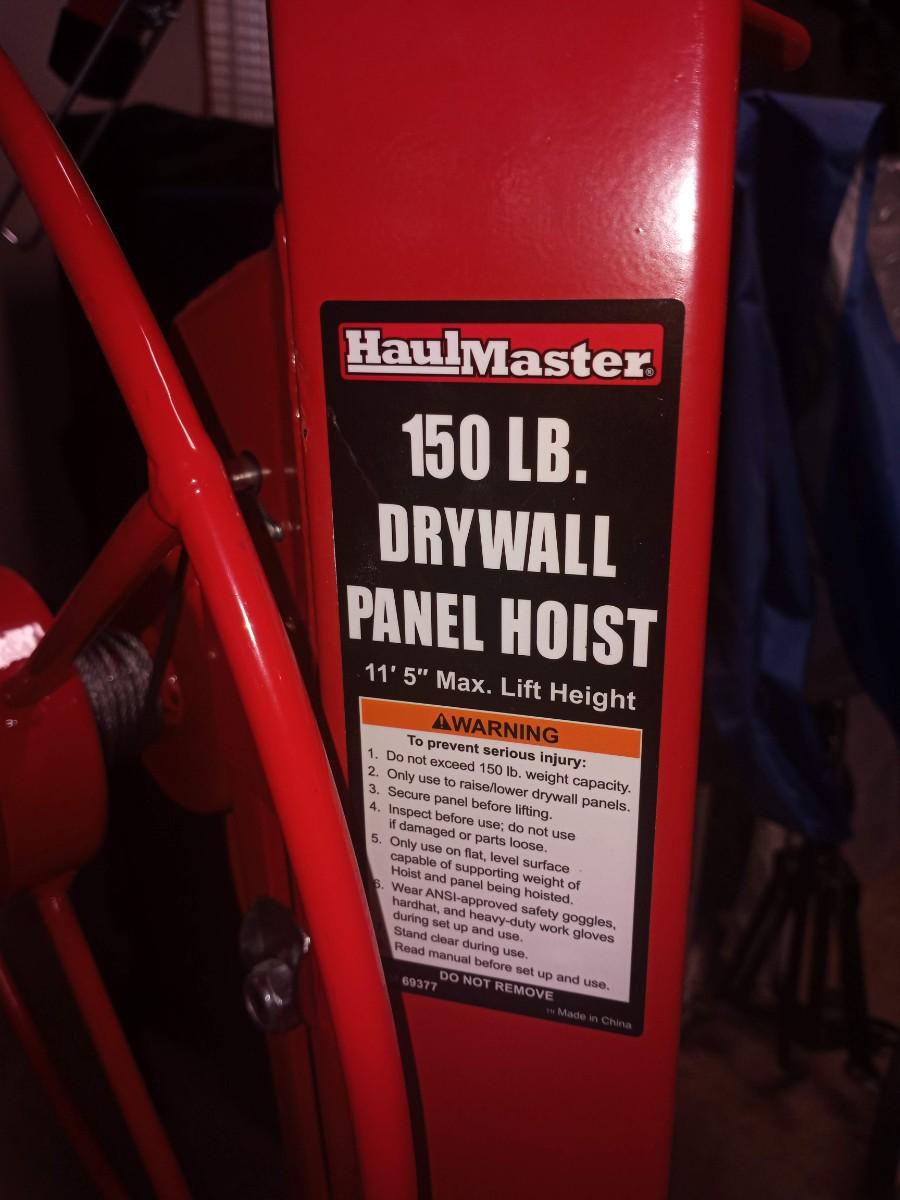 HaulMaster®
150 LB.
DRYWALL
PANEL HOIST
11' 5" Max. Lift Height
⚠WARNING
To prevent serious injury:
1. Do not exceed 150 lb. weight capacity.
2. Only use to raise/lower drywall panels.
3. Secure panel before lifting.
4. Inspect before use; do not use
if damaged or parts loose.
5. Only use on flat, level surface
capable of supporting weight of
Hoist and panel being hoisted.
6. Wear ANSI-approved safety goggles,
hardhat, and heavy-duty work gloves
during set up and use.
Stand clear during use.
Read manual before set up and use.
DO NOT REMOVE
69377
Made in China